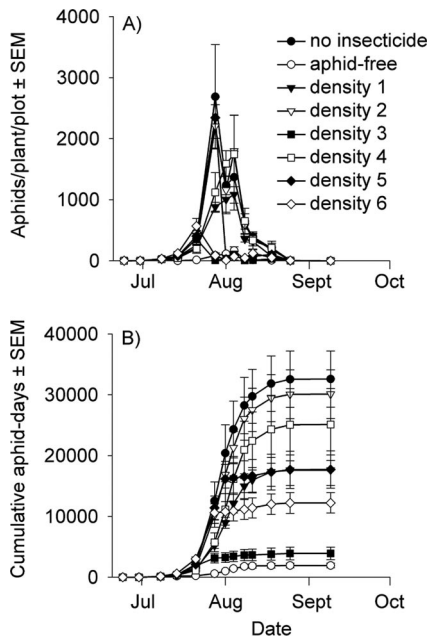 A)
Aphids/plant/plot ± SEM
4000
3000
2000
1000
0
Jul Aug Sept Oct
no insecticide
aphid-free
density 1
density 2
density 3
density 4
density 5
density 6
B)
Cumulative aphid-days ± SEM
40000
30000
20000
10000
0
Jul Aug Sept Oct
Date